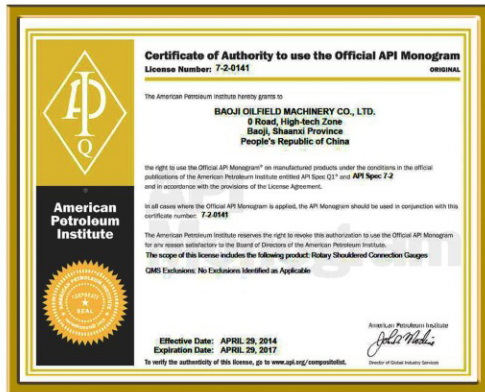 Certificate of Authority to use the Official API Monogram
License Number: 7-2-0141
ORIGINAL
The American Petroleum Institute hereby grants to
BAOJI OILFIELD MACHINERY CO., LTD.
0 Road, High-tech Zone
Baoji, Shaanxi Province
People's Republic of China
the right to use the Official API Monogram® on manufactured products under the conditions in the official
publications of the American Petroleum Institute entitled API Spec Q1® and API Spec 7-2
and in accordance with the provisions of the License Agreement.
In all cases where the Official API Monogram is applied, the API Monogram should be used in conjunction with this
certificate number: 7-2-0141
The American Petroleum Institute reserves the right to revoke this authorization to use the Official API Monogram
for any reason satisfactory to the Board of Directors of the American Petroleum Institute.
The scope of this license includes the following product: Rotary Shouldered Connection Gauges
QMS Exclusions: No Exclusions Identified as Applicable
Effective Date: APRIL 29, 2014
Expiration Date: APRIL 29, 2017
To verify the authenticity of this license, go to www.api.org/compositelist.
American Petroleum Institute
Director of Global Industry Services
API
Q
American
Petroleum
Institute
AMERICAN PETROLEUM INSTITUTE
CORPORATE
SEAL